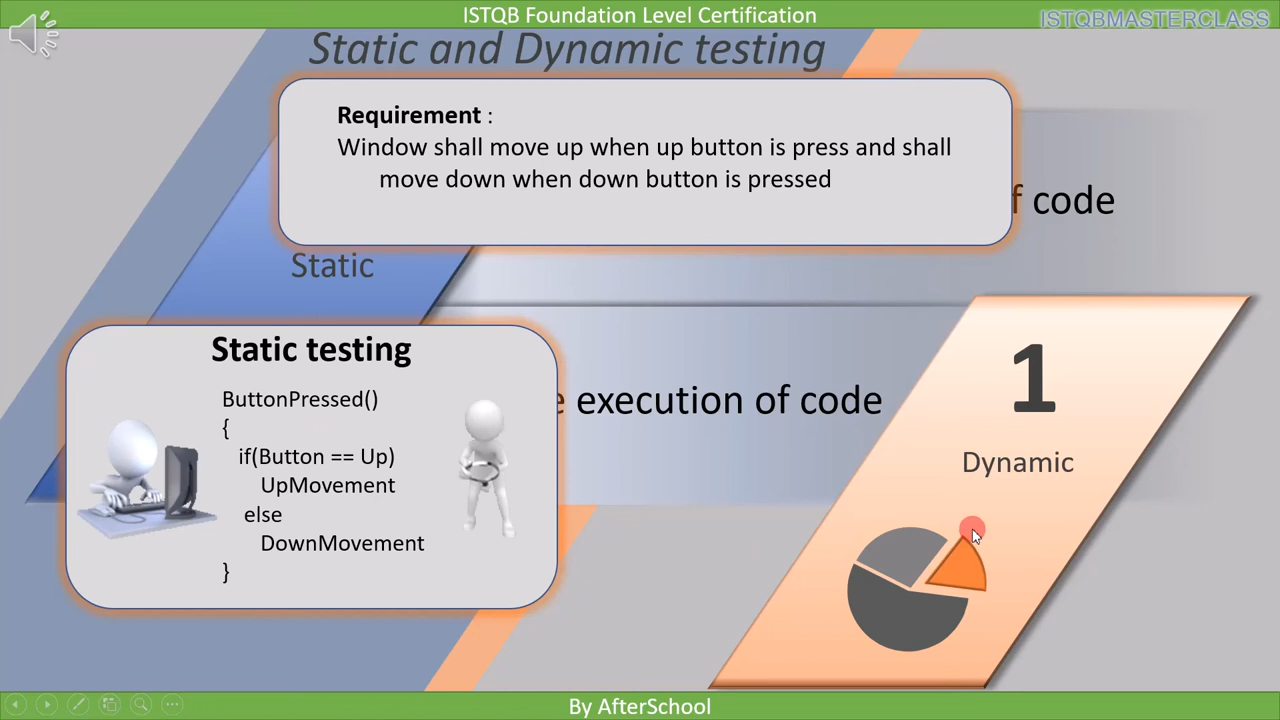 ISTQB Foundation Level Certification
ISTQBMASTERCLASS
Static and Dynamic testing
Requirement :
Window shall move up when up button is press and shall
move down when down button is pressed
of code
Static
Static testing
ButtonPressed()
{
if(Button == Up)
UpMovement
else
DownMovement
}
execution of code
1
Dynamic
By AfterSchool